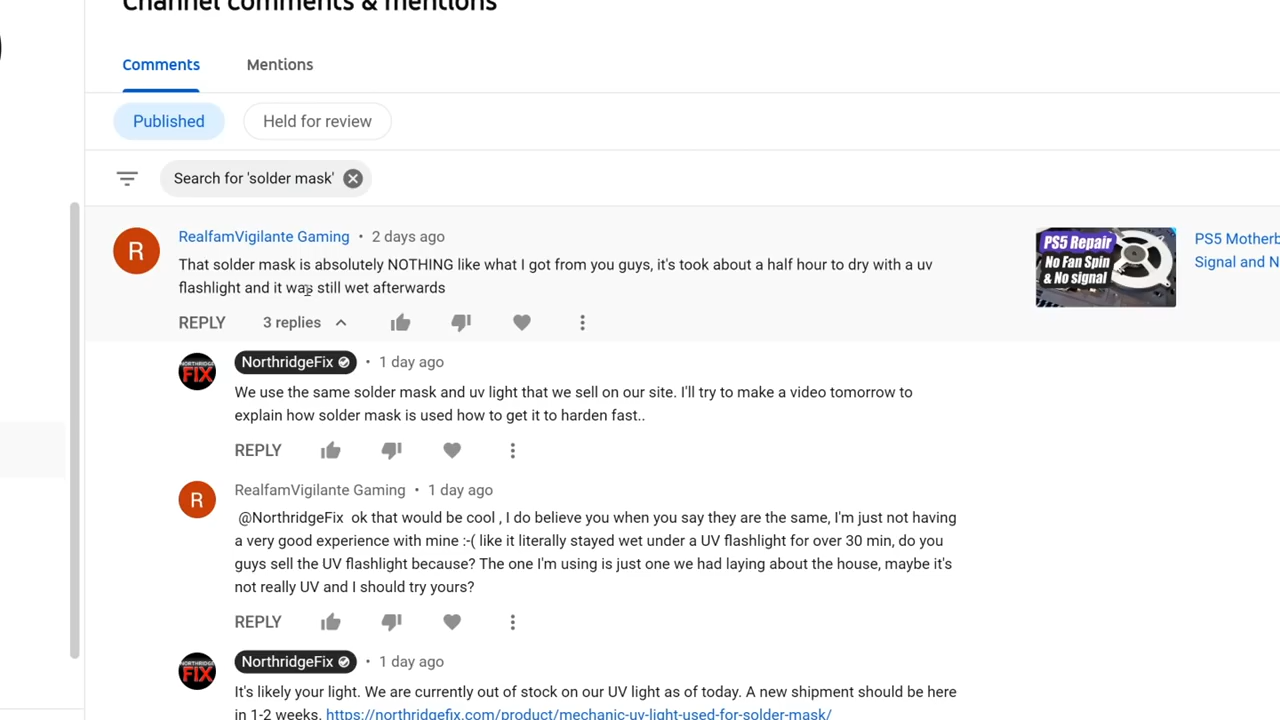 Channel comments & mentions
Comments
Mentions
Published
Held for review
Search for 'solder mask'
R
RealfamVigilante Gaming • 2 days ago
That solder mask is absolutely NOTHING like what I got from you guys, it's took about a half hour to dry with a uv
flashlight and it was still wet afterwards
REPLY
3 replies
PS5 Repair
No Fan Spin
& No signal
PS5 Motherb
Signal and N
NORTHRIDGE
FIX
NorthridgeFix • 1 day ago
We use the same solder mask and uv light that we sell on our site. I'll try to make a video tomorrow to
explain how solder mask is used how to get it to harden fast..
REPLY
R
RealfamVigilante Gaming • 1 day ago
@NorthridgeFix ok that would be cool , I do believe you when you say they are the same, I'm just not having
a very good experience with mine :-( like it literally stayed wet under a UV flashlight for over 30 min, do you
guys sell the UV flashlight because? The one I'm using is just one we had laying about the house, maybe it's
not really UV and I should try yours?
REPLY
NORTHRIDGE
FIX
NorthridgeFix • 1 day ago
It's likely your light. We are currently out of stock on our UV light as of today. A new shipment should be here
in 1-2 weeks. https://northridgefix.com/product/mechanic-uv-light-used-for-solder-mask/